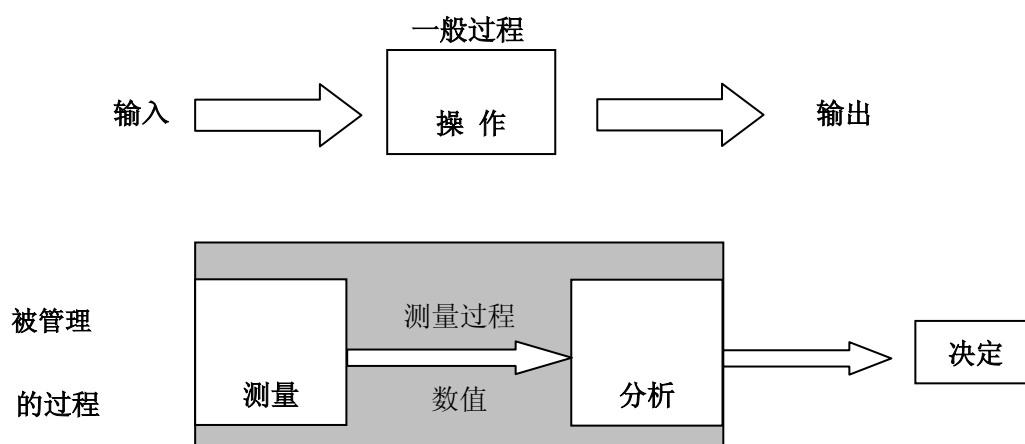 一般过程
输入
操 作
输出
被管理
的过程
测量
测量过程
数值
分析
决定